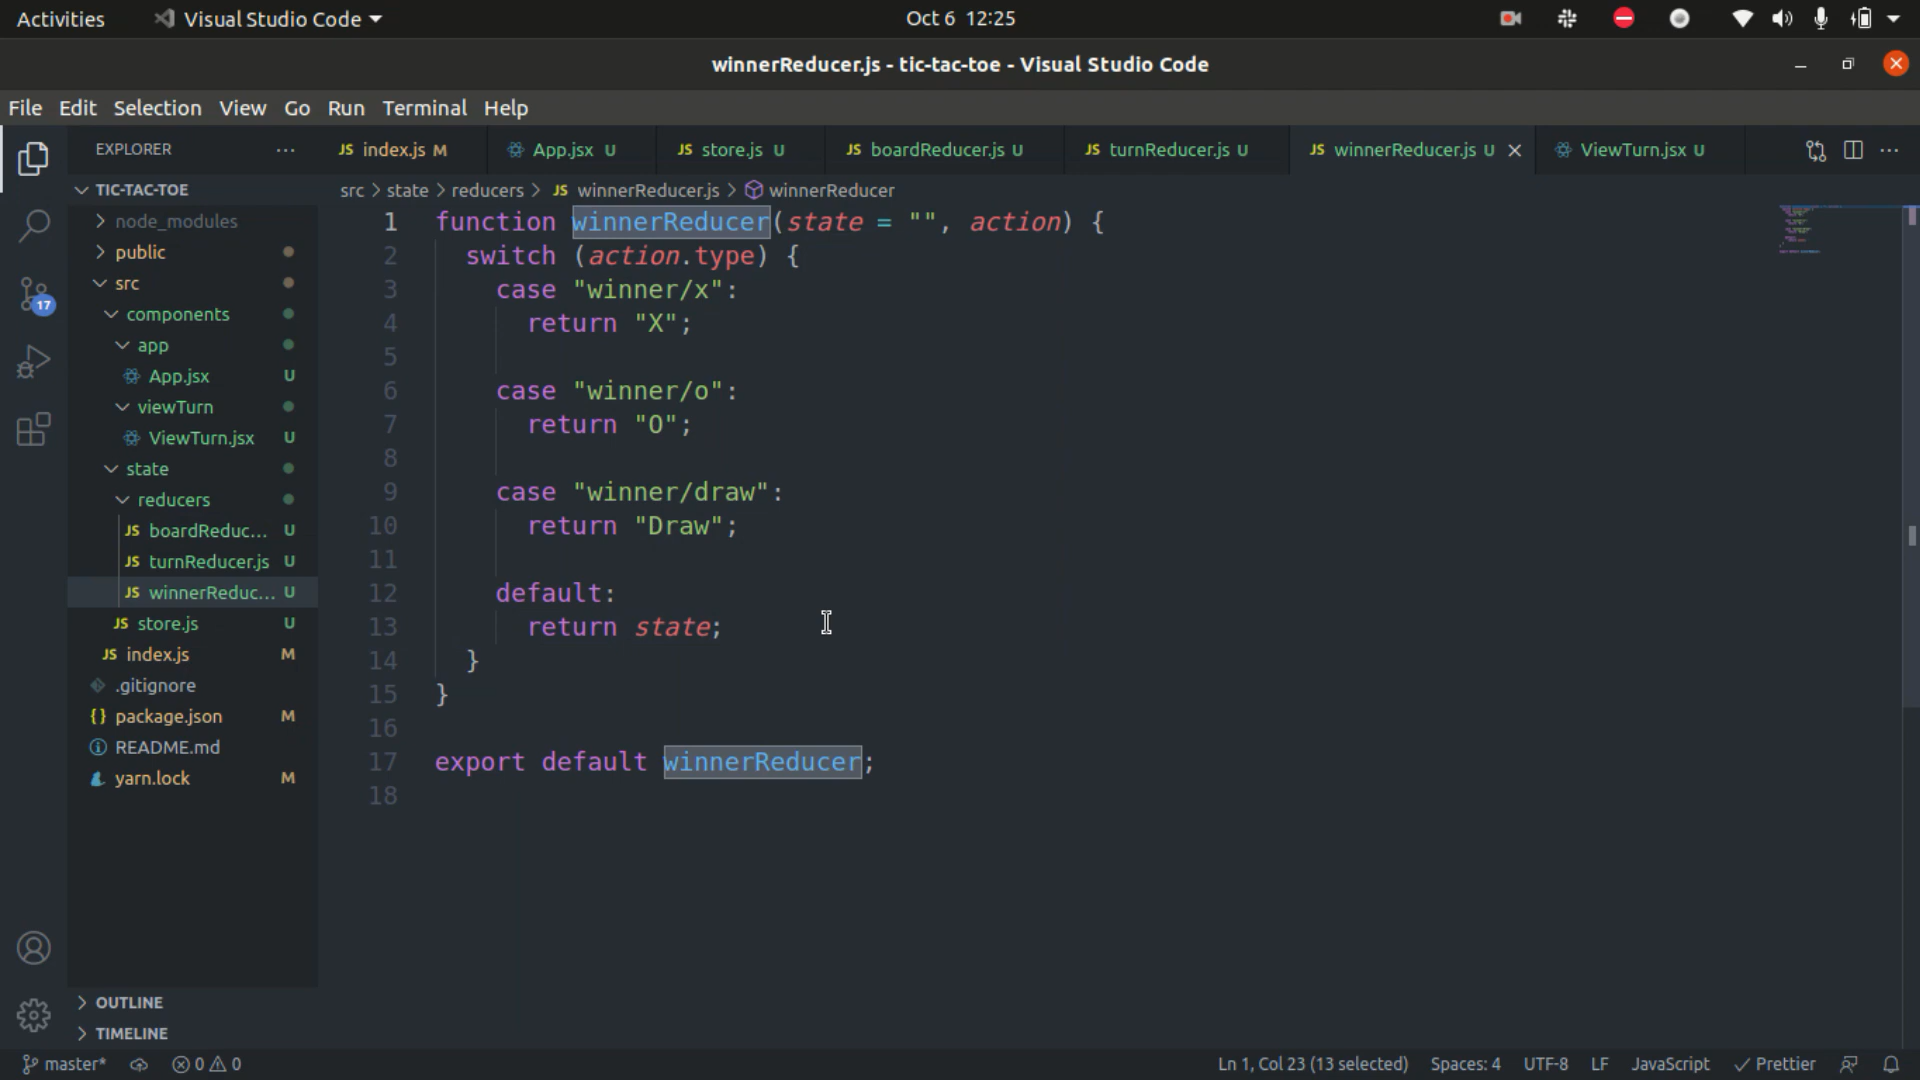 Activities
Visual Studio Code
Oct 6 12:25
winnerReducer.js - tic-tac-toe - Visual Studio Code
File Edit Selection View Go Run Terminal Help
EXPLORER
index.js M
App.jsx U
store.js U
boardReducer.js U
turnReducer.js U
winnerReducer.js U
ViewTurn.jsx U
src > state > reducers > JS winnerReducer.js > winnerReducer
TIC-TAC-TOE
node_modules
public
src
components
app
App.jsx U
viewTurn
ViewTurn.jsx U
state
reducers
JS boardReduc... U
JS turnReducer.js U
JS winnerReduc... U
JS store.js U
JS index.js M
.gitignore
{} package.json M
README.md
yarn.lock M
OUTLINE
TIMELINE
17
1 function winnerReducer(state = "", action) {
2 switch (action.type) {
3 case "winner/x":
4 return "X";
5
6 case "winner/o":
7 return "O";
8
9 case "winner/draw":
10 return "Draw";
11
12 default:
13 return state;
14 }
15 }
16
17 export default winnerReducer;
18
master* 0 0 Ln 1, Col 23 (13 selected) Spaces: 4 UTF-8 LF JavaScript Prettier